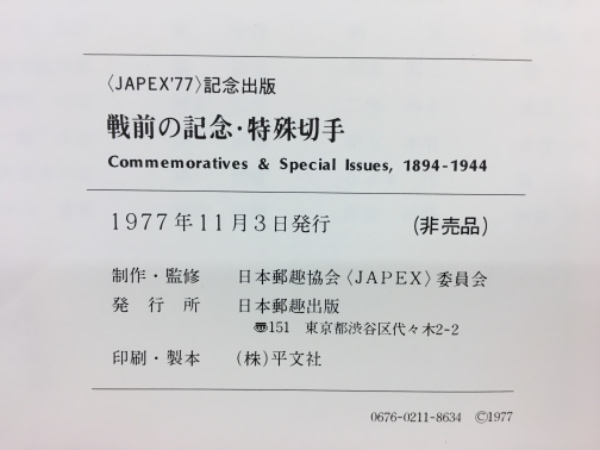 〈JAPEX'77〉記念出版
戦前の記念・特殊切手
Commemoratives & Special Issues, 1894-1944
1977年11月3日発行 (非売品)
制作・監修 日本郵趣協会〈JAPEX〉委員会
発行所 日本郵趣出版
〠151 東京都渋谷区代々木2-2
印刷・製本 (株)平文社
0676-0211-8634 ©1977